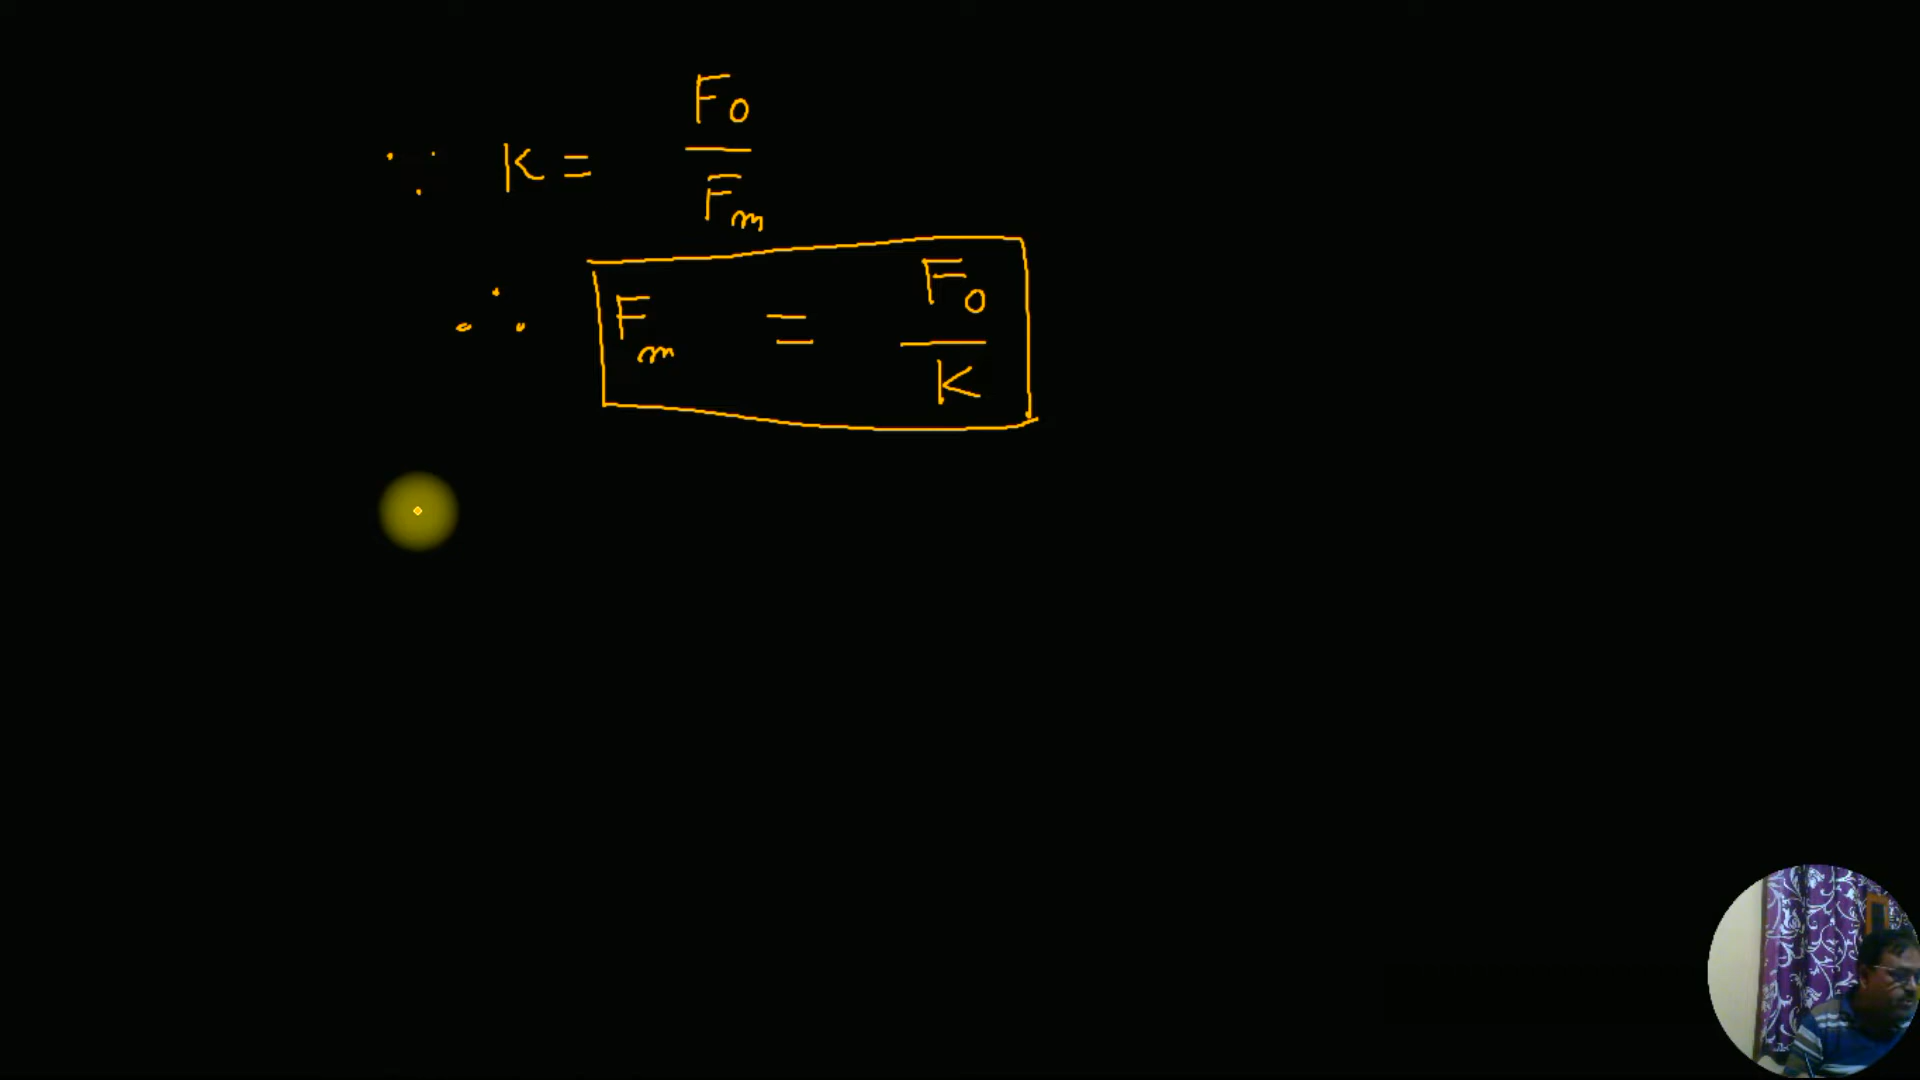 ∵ K = F₀ / Fₘ
∴ Fₘ = F₀ / K